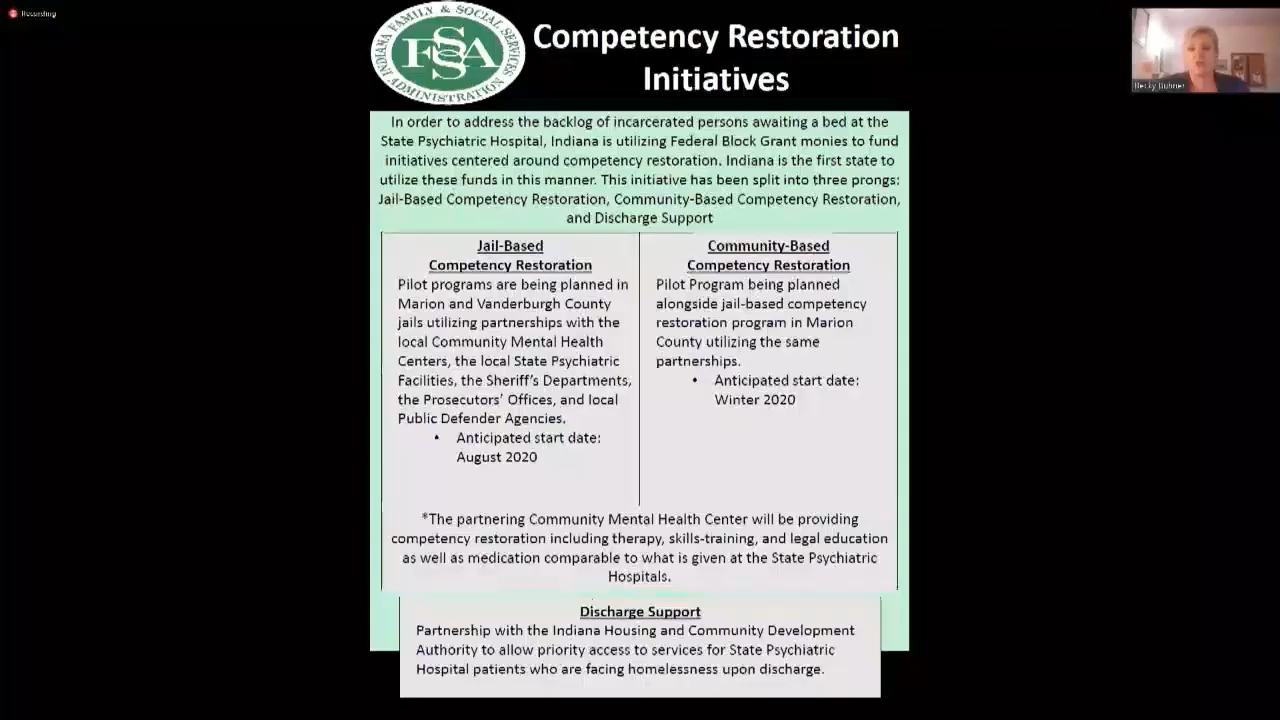 Recording
INDIANA FAMILY & SOCIAL SERVICES
FSSA
ADMINISTRATION
Competency Restoration
Initiatives
Becky Buhner
In order to address the backlog of incarcerated persons awaiting a bed at the
State Psychiatric Hospital, Indiana is utilizing Federal Block Grant monies to fund
initiatives centered around competency restoration. Indiana is the first state to
utilize these funds in this manner. This initiative has been split into three prongs:
Jail-Based Competency Restoration, Community-Based Competency Restoration,
and Discharge Support
Jail-Based
Competency Restoration
Pilot programs are being planned in
Marion and Vanderburgh County
jails utilizing partnerships with the
local Community Mental Health
Centers, the local State Psychiatric
Facilities, the Sheriff's Departments,
the Prosecutors' Offices, and local
Public Defender Agencies.
• Anticipated start date:
August 2020
Community-Based
Competency Restoration
Pilot Program being planned
alongside jail-based competency
restoration program in Marion
County utilizing the same
partnerships.
• Anticipated start date:
Winter 2020
*The partnering Community Mental Health Center will be providing
competency restoration including therapy, skills-training, and legal education
as well as medication comparable to what is given at the State Psychiatric
Hospitals.
Discharge Support
Partnership with the Indiana Housing and Community Development
Authority to allow priority access to services for State Psychiatric
Hospital patients who are facing homelessness upon discharge.